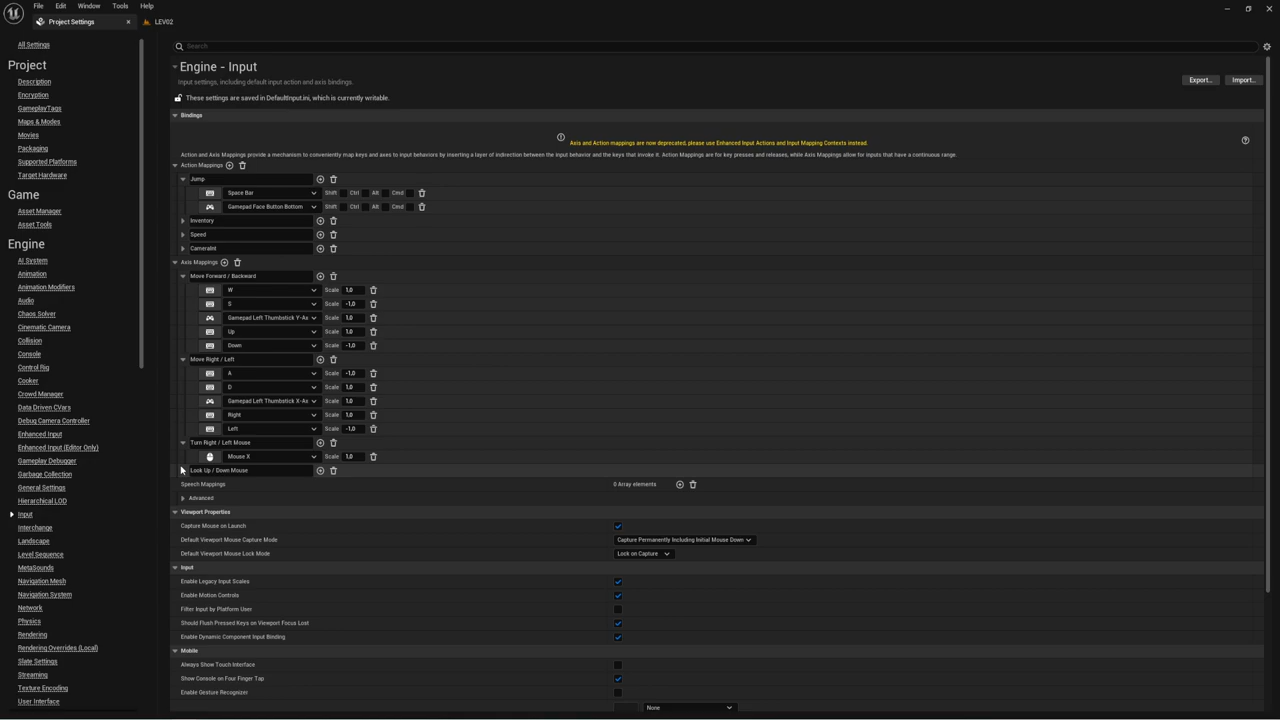 File Edit Window Tools Help
Project Settings × LEV02
All Settings
Project
Description
Encryption
GameplayTags
Maps & Modes
Movies
Packaging
Supported Platforms
Target Hardware
Game
Asset Manager
Asset Tools
Engine
AI System
Animation
Animation Modifiers
Audio
Chaos Solver
Cinematic Camera
Collision
Console
Control Rig
Cooker
Crowd Manager
Data Driven CVars
Debug Camera Controller
Enhanced Input
Enhanced Input (Editor Only)
Gameplay Debugger
Garbage Collection
General Settings
Hierarchical LOD
Input
Interchange
Landscape
Level Sequence
MetaSounds
Navigation Mesh
Navigation System
Network
Physics
Rendering
Rendering Overrides (Local)
Slate Settings
Streaming
Texture Encoding
User Interface
Search
Engine - Input
Input settings, including default input action and axis bindings.
Export... Import...
These settings are saved in DefaultInput.ini, which is currently writable.
Bindings
Axis and Action mappings are now deprecated, please use Enhanced Input Actions and Input Mapping Contexts instead.
Action and Axis Mappings provide a mechanism to conveniently map keys and axes to input behaviors by inserting a layer of indirection between the input behavior and the keys that invoke it. Action Mappings are for key presses and releases, while Axis Mappings allow for inputs that have a continuous range.
Action Mappings
Jump
Space Bar Shift Ctrl Alt Cmd
Gamepad Face Button Bottom Shift Ctrl Alt Cmd
Inventory
Speed
CameraInt
Axis Mappings
Move Forward / Backward
W Scale 1,0
S Scale -1,0
Gamepad Left Thumbstick Y-Ax Scale 1,0
Up Scale 1,0
Down Scale -1,0
Move Right / Left
A Scale -1,0
D Scale 1,0
Gamepad Left Thumbstick X-Ax Scale 1,0
Right Scale 1,0
Left Scale -1,0
Turn Right / Left Mouse
Mouse X Scale 1,0
Look Up / Down Mouse
Speech Mappings 0 Array elements
Advanced
Viewport Properties
Capture Mouse on Launch
Default Viewport Mouse Capture Mode Capture Permanently Including Initial Mouse Down
Default Viewport Mouse Lock Mode Lock on Capture
Input
Enable Legacy Input Scales
Enable Motion Controls
Filter Input by Platform User
Should Flush Pressed Keys on Viewport Focus Lost
Enable Dynamic Component Input Binding
Mobile
Always Show Touch Interface
Show Console on Four Finger Tap
Enable Gesture Recognizer
None